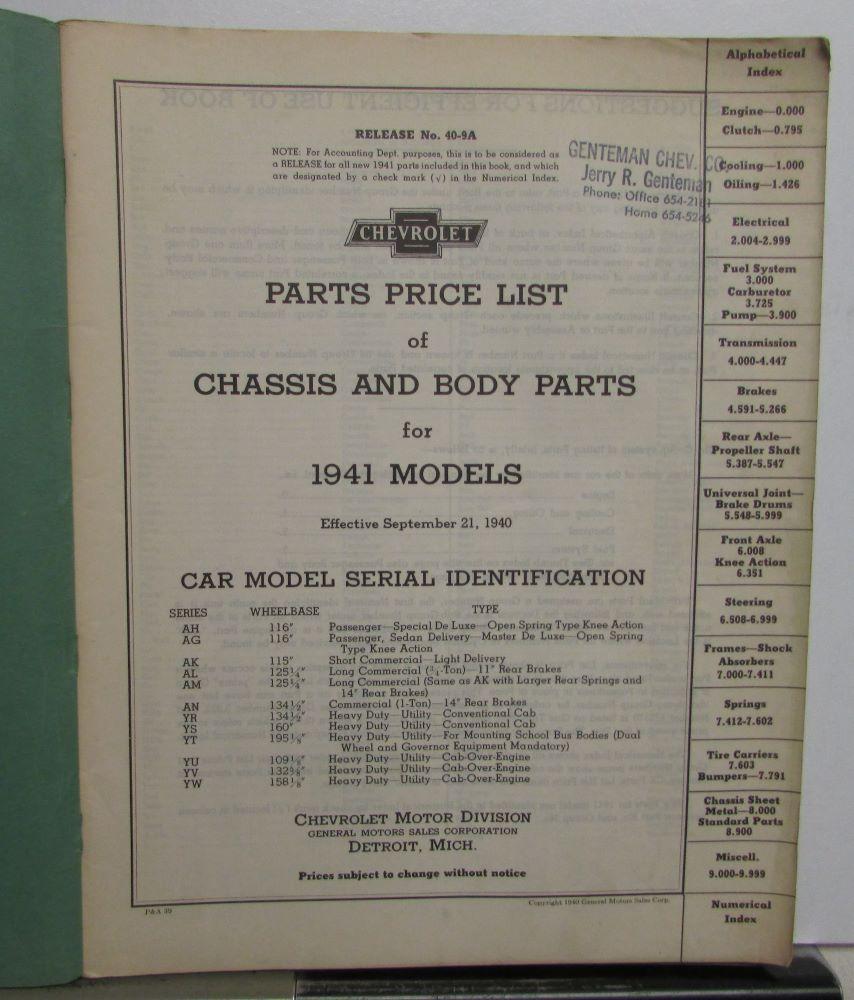 RELEASE No. 40-9A
NOTE: For Accounting Dept. purposes, this is to be considered as
a RELEASE for all new 1941 parts included in this book, and which
are designated by a check mark (√) in the Numerical Index.
GENTEMAN CHEV. CO.
Jerry R. Genteman
Phone: Office 654-2181
Home 654-5246
CHEVROLET
PARTS PRICE LIST
of
CHASSIS AND BODY PARTS
for
1941 MODELS
Effective September 21, 1940
CAR MODEL SERIAL IDENTIFICATION
SERIES WHEELBASE TYPE
AH 116" Passenger—Special De Luxe—Open Spring Type Knee Action
AG 116" Passenger, Sedan Delivery—Master De Luxe—Open Spring
Type Knee Action
AK 115" Short Commercial—Light Delivery
AL 125¼" Long Commercial (¾-Ton)—11" Rear Brakes
AM 125¼" Long Commercial (Same as AK with Larger Rear Springs and
14" Rear Brakes)
AN 134½" Commercial (1-Ton)—14" Rear Brakes
YR 134½" Heavy Duty—Utility—Conventional Cab
YS 160" Heavy Duty—Utility—Conventional Cab
YT 195⅛" Heavy Duty—Utility—For Mounting School Bus Bodies (Dual
Wheel and Governor Equipment Mandatory)
YU 109⅛" Heavy Duty—Utility—Cab-Over-Engine
YV 132⅝" Heavy Duty—Utility—Cab-Over-Engine
YW 158⅛" Heavy Duty—Utility—Cab-Over-Engine
CHEVROLET MOTOR DIVISION
GENERAL MOTORS SALES CORPORATION
DETROIT, MICH.
Prices subject to change without notice
P&A 39
Copyright 1940 General Motors Sales Corp.
Alphabetical
Index
Engine—0.000
Clutch—0.795
Cooling—1.000
Oiling—1.426
Electrical
2.004-2.999
Fuel System
3.000
Carburetor
3.725
Pump—3.900
Transmission
4.000-4.447
Brakes
4.591-5.266
Rear Axle—
Propeller Shaft
5.387-5.547
Universal Joint—
Brake Drums
5.548-5.999
Front Axle
6.008
Knee Action
6.351
Steering
6.508-6.999
Frames—Shock
Absorbers
7.000-7.411
Springs
7.412-7.602
Tire Carriers
7.603
Bumpers—7.791
Chassis Sheet
Metal—8.000
Standard Parts
8.900
Miscell.
9.000-9.999
Numerical
Index